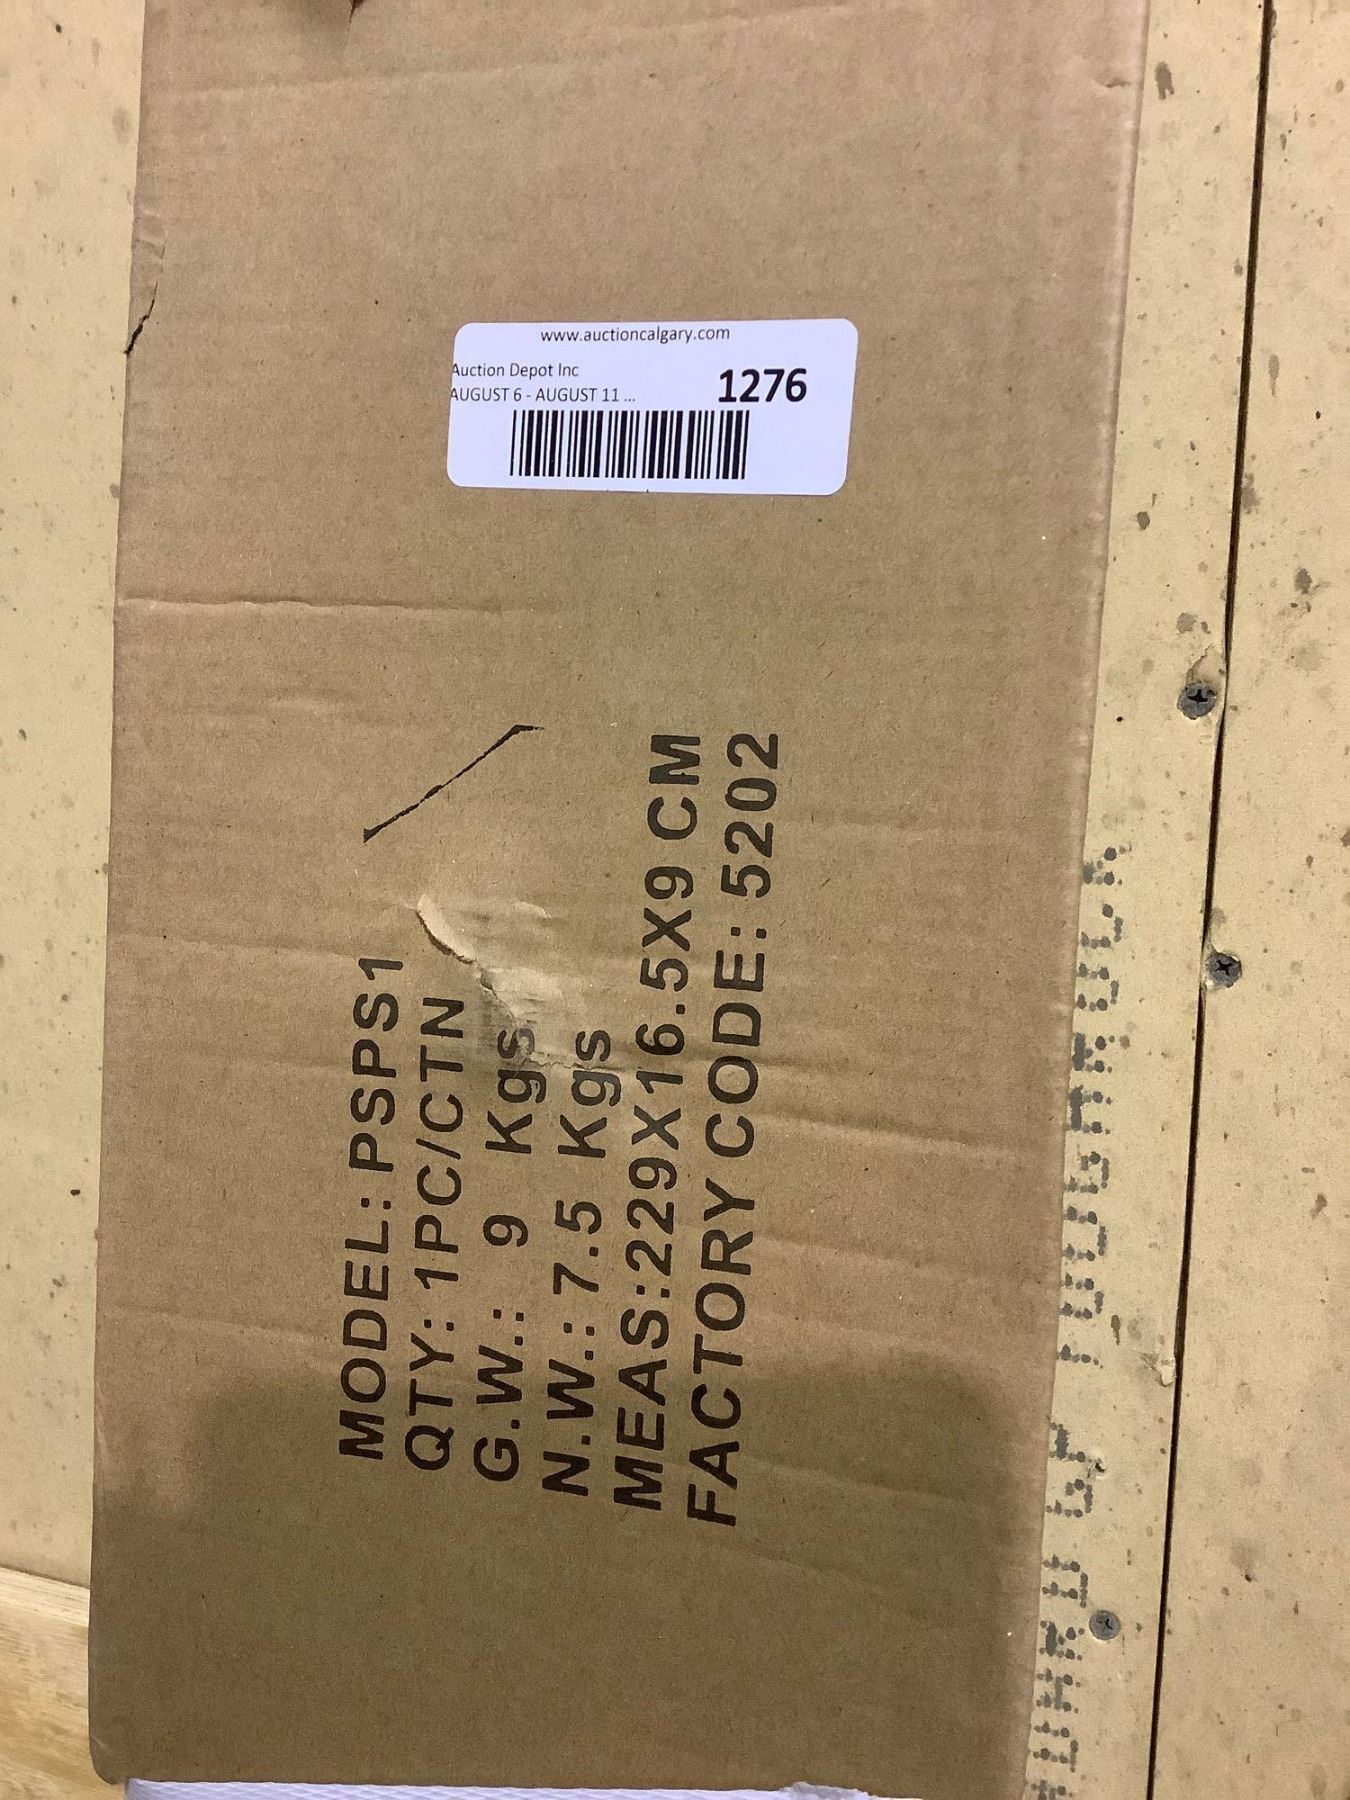 www.auctioncalgary.com
Auction Depot Inc
AUGUST 6 - AUGUST 11 ...
1276
MODEL:PSPS1
QTY:1PC/CTN
G.W.: 9 Kgs
N.W.:7.5 Kgs
MEAS:229X16.5X9 CM
FACTORY CODE:5202